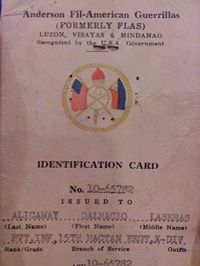 Anderson Fil-American Guerrillas
(FORMERLY FLAS)
LUZON, VISAYAS & MINDANAO
Recognized by the U.S.A. Government
IDENTIFICATION CARD
No. 10-65782
ISSUED TO
ALIGAWAY DALMACIO LASERAS
(Last Name) (First Name) (Middle Name)
PVT, INF, 15TH MAGTAN REGT, X-DIV
Rank/Grade Branch of Service Outfit
10-65782